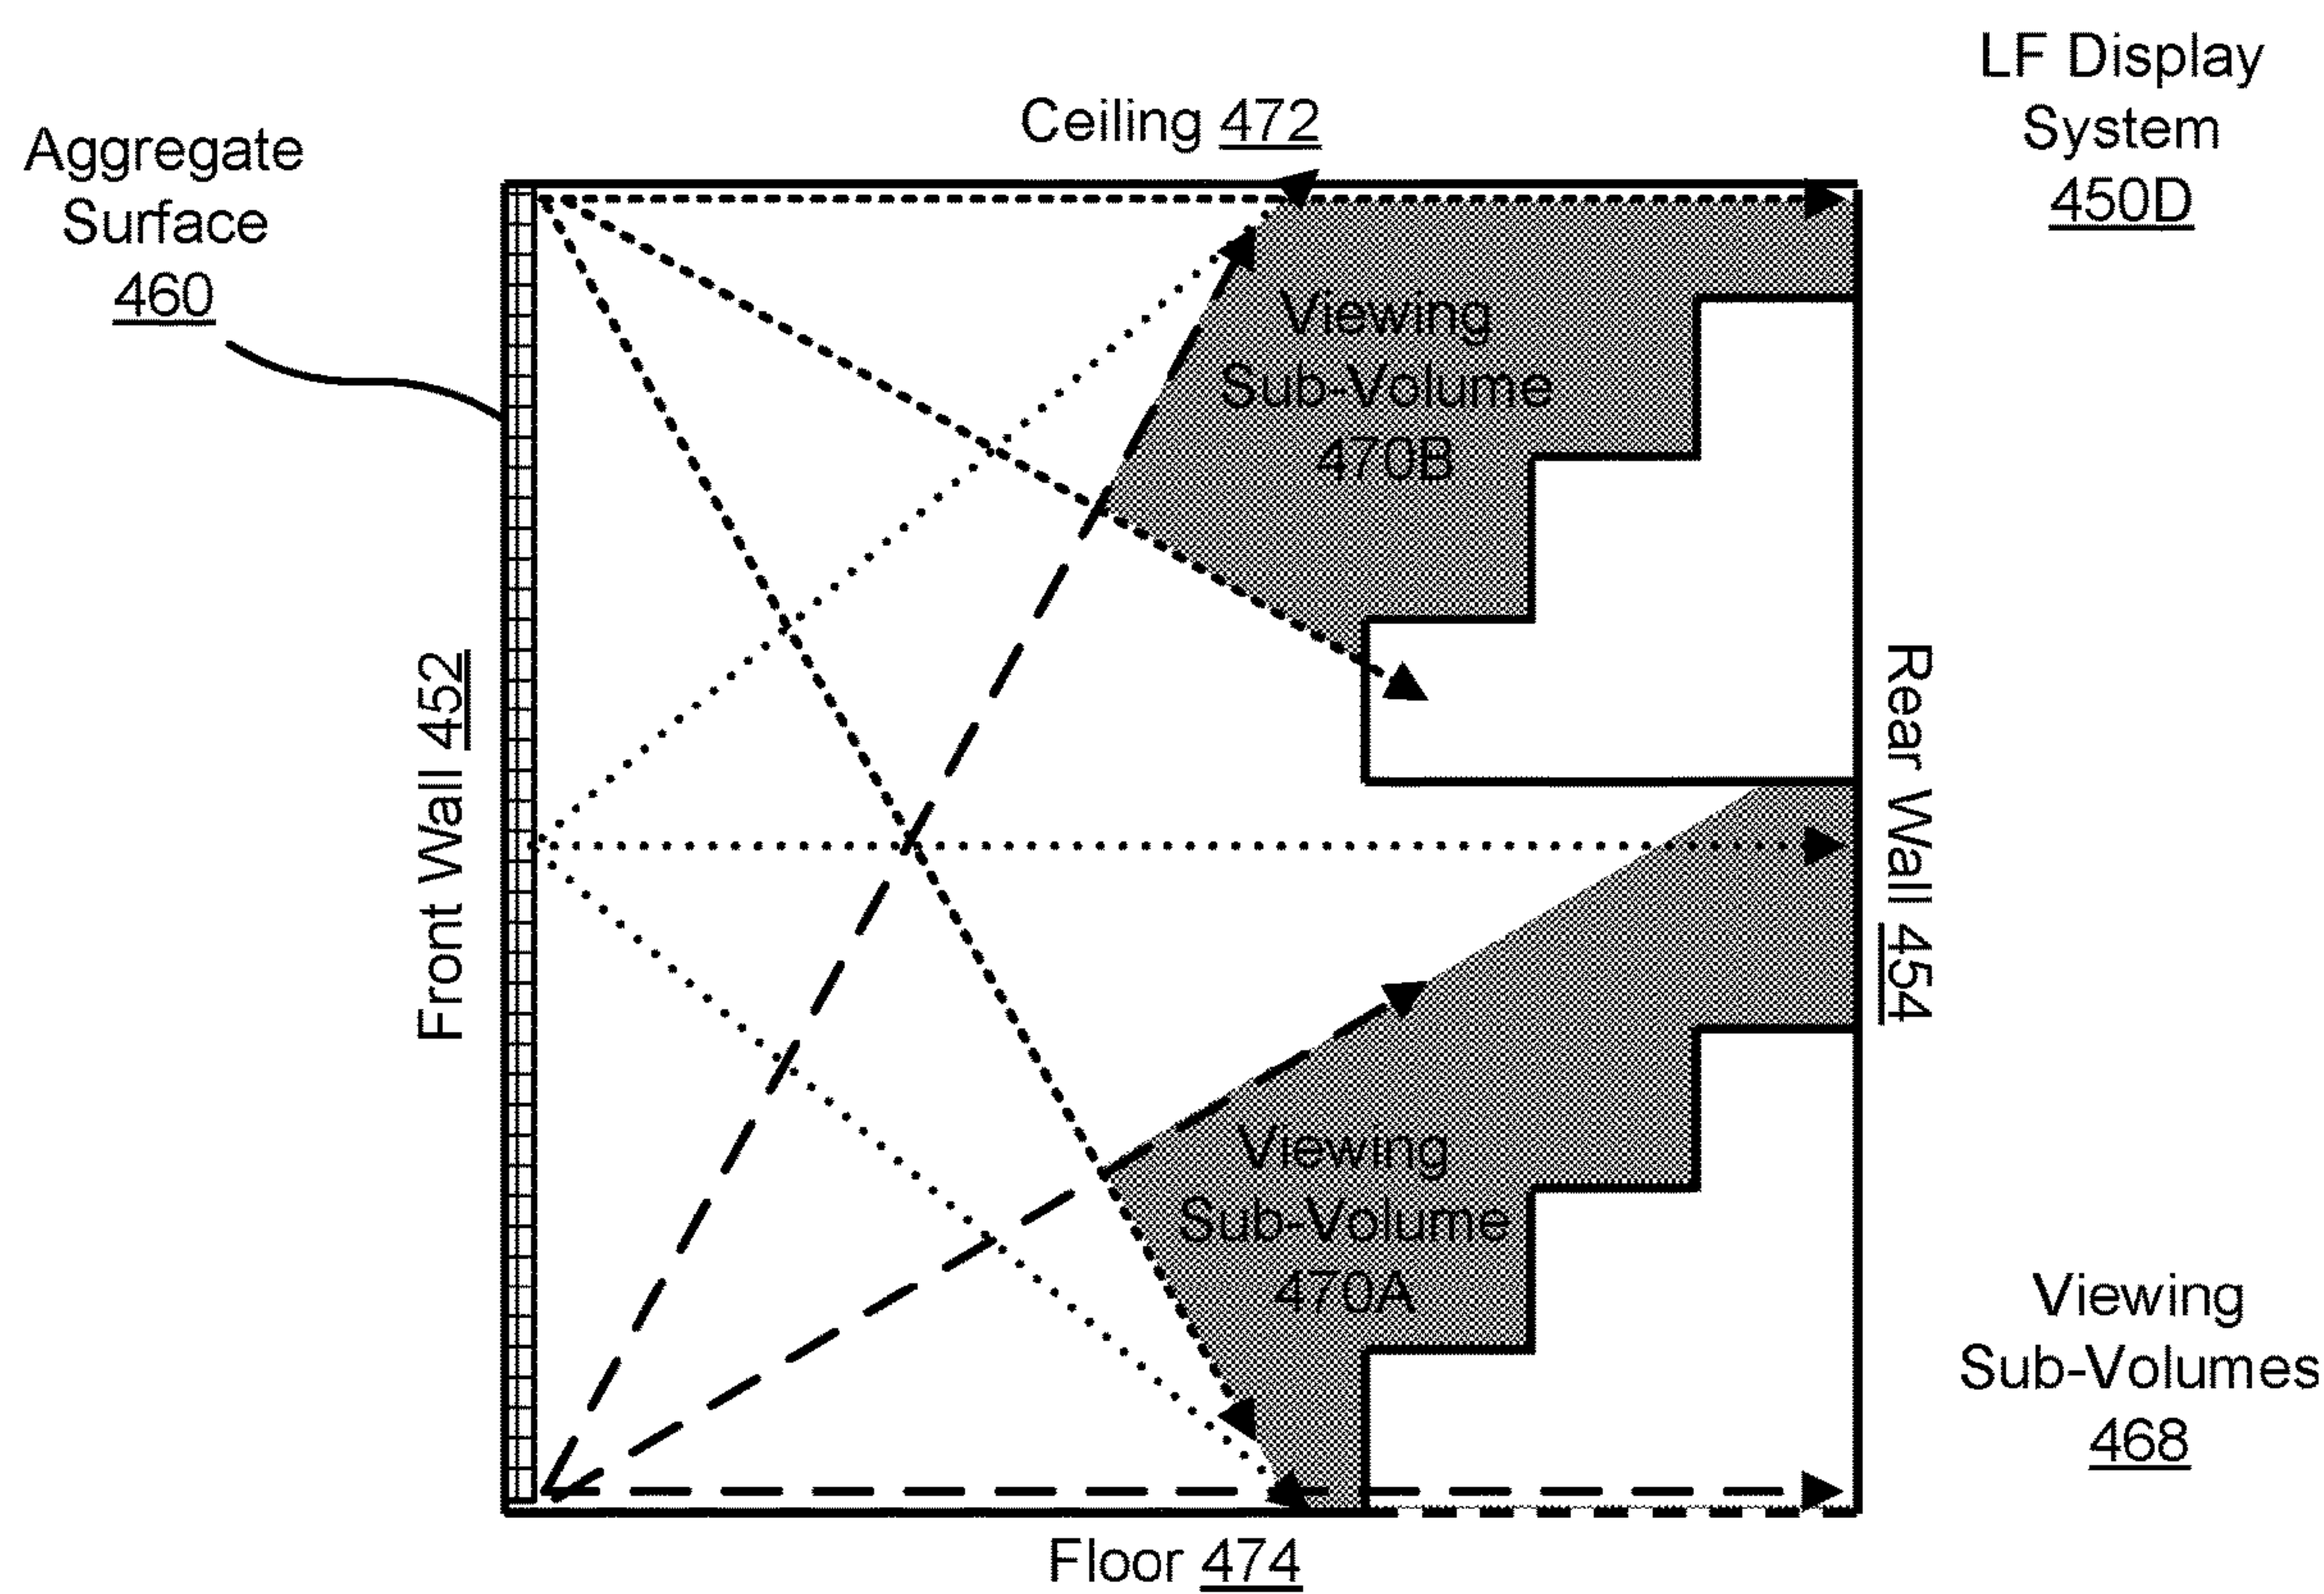 LF Display
System
450D
Ceiling 472
Aggregate
Surface
460
Viewing
Sub-Volume
470B
Front Wall 452
Rear Wall 454
Viewing
Sub-Volume
470A
Viewing
Sub-Volumes
468
Floor 474